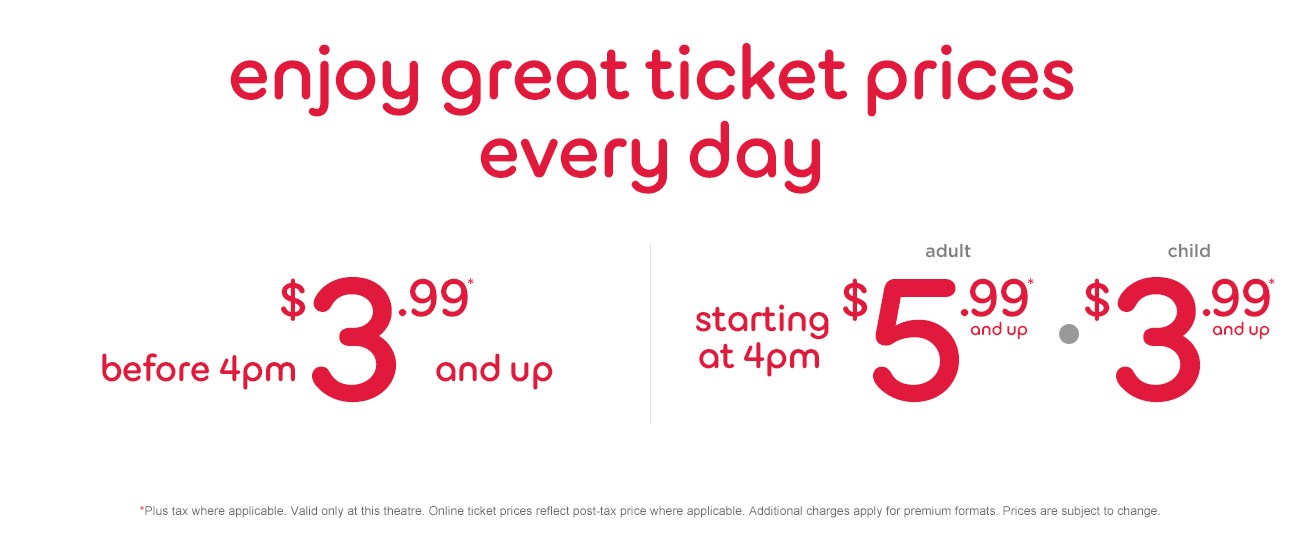 enjoy great ticket prices
every day
before 4pm $3.99* and up
adult
starting
at 4pm
$5.99*
and up
•
child
$3.99*
and up
*Plus tax where applicable. Valid only at this theatre. Online ticket prices reflect post-tax price where applicable. Additional charges apply for premium formats. Prices are subject to change.